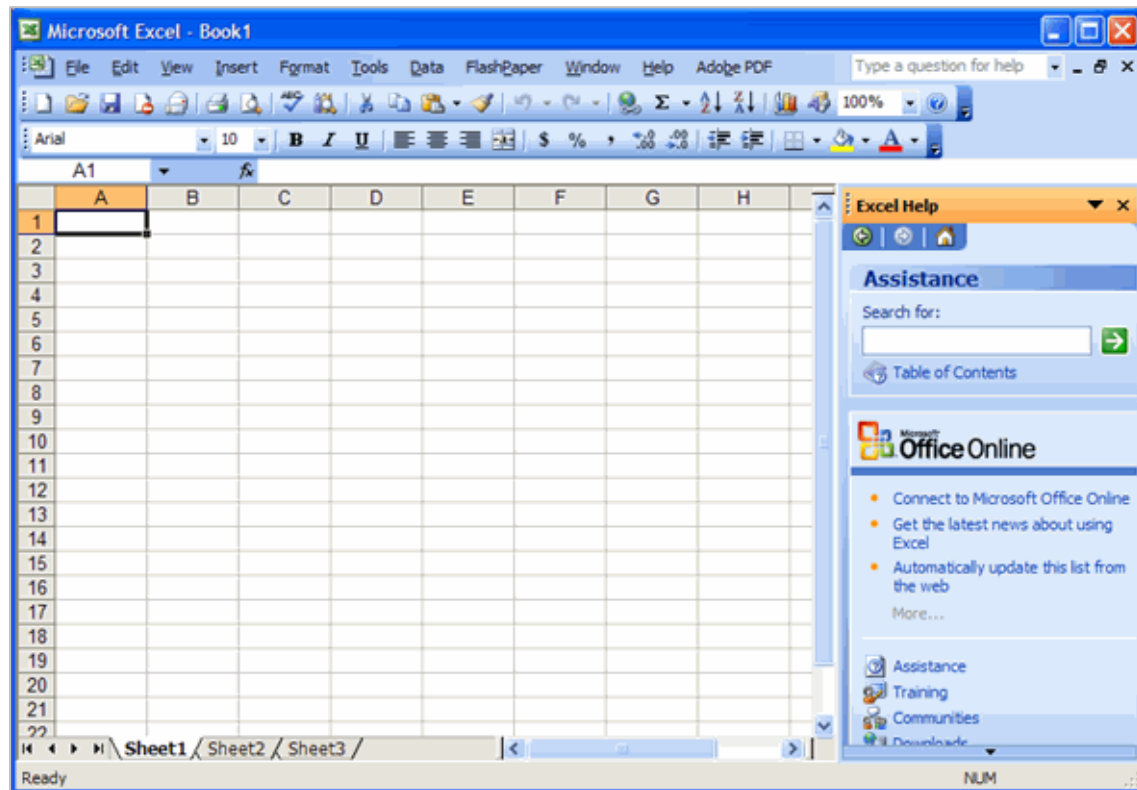 Microsoft Excel - Book1
File Edit View Insert Format Tools Data FlashPaper Window Help Adobe PDF Type a question for help
100%
Arial 10 B I U $ % ,
A1 fx
A B C D E F G H
Excel Help
1
2
3
4
5
6
7
8
9
10
11
12
13
14
15
16
17
18
19
20
21
22
Assistance
Search for:
Table of Contents
Microsoft
Office Online
Connect to Microsoft Office Online
Get the latest news about using
Excel
Automatically update this list from
the web
More...
Assistance
Training
Communities
Downloads
Sheet1 Sheet2 Sheet3
Ready NUM